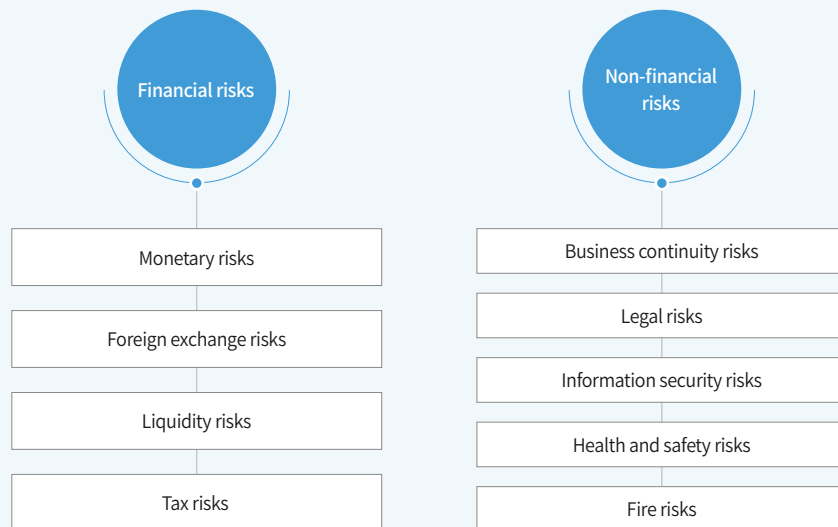 Financial risks
Monetary risks
Foreign exchange risks
Liquidity risks
Tax risks
Non-financial
risks
Business continuity risks
Legal risks
Information security risks
Health and safety risks
Fire risks